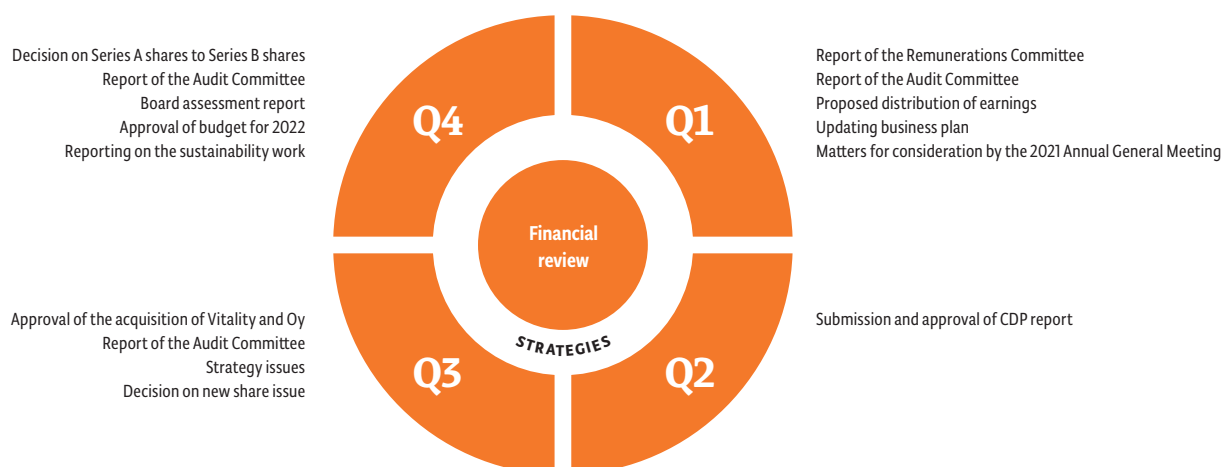 Decision on Series A shares to Series B shares
Report of the Audit Committee
Board assessment report
Approval of budget for 2022
Reporting on the sustainability work
Q4
Q1
Report of the Remunerations Committee
Report of the Audit Committee
Proposed distribution of earnings
Updating business plan
Matters for consideration by the 2021 Annual General Meeting
Financial
review
STRATEGIES
Approval of the acquisition of Vitality and Oy
Report of the Audit Committee
Strategy issues
Decision on new share issue
Q3
Q2
Submission and approval of CDP report